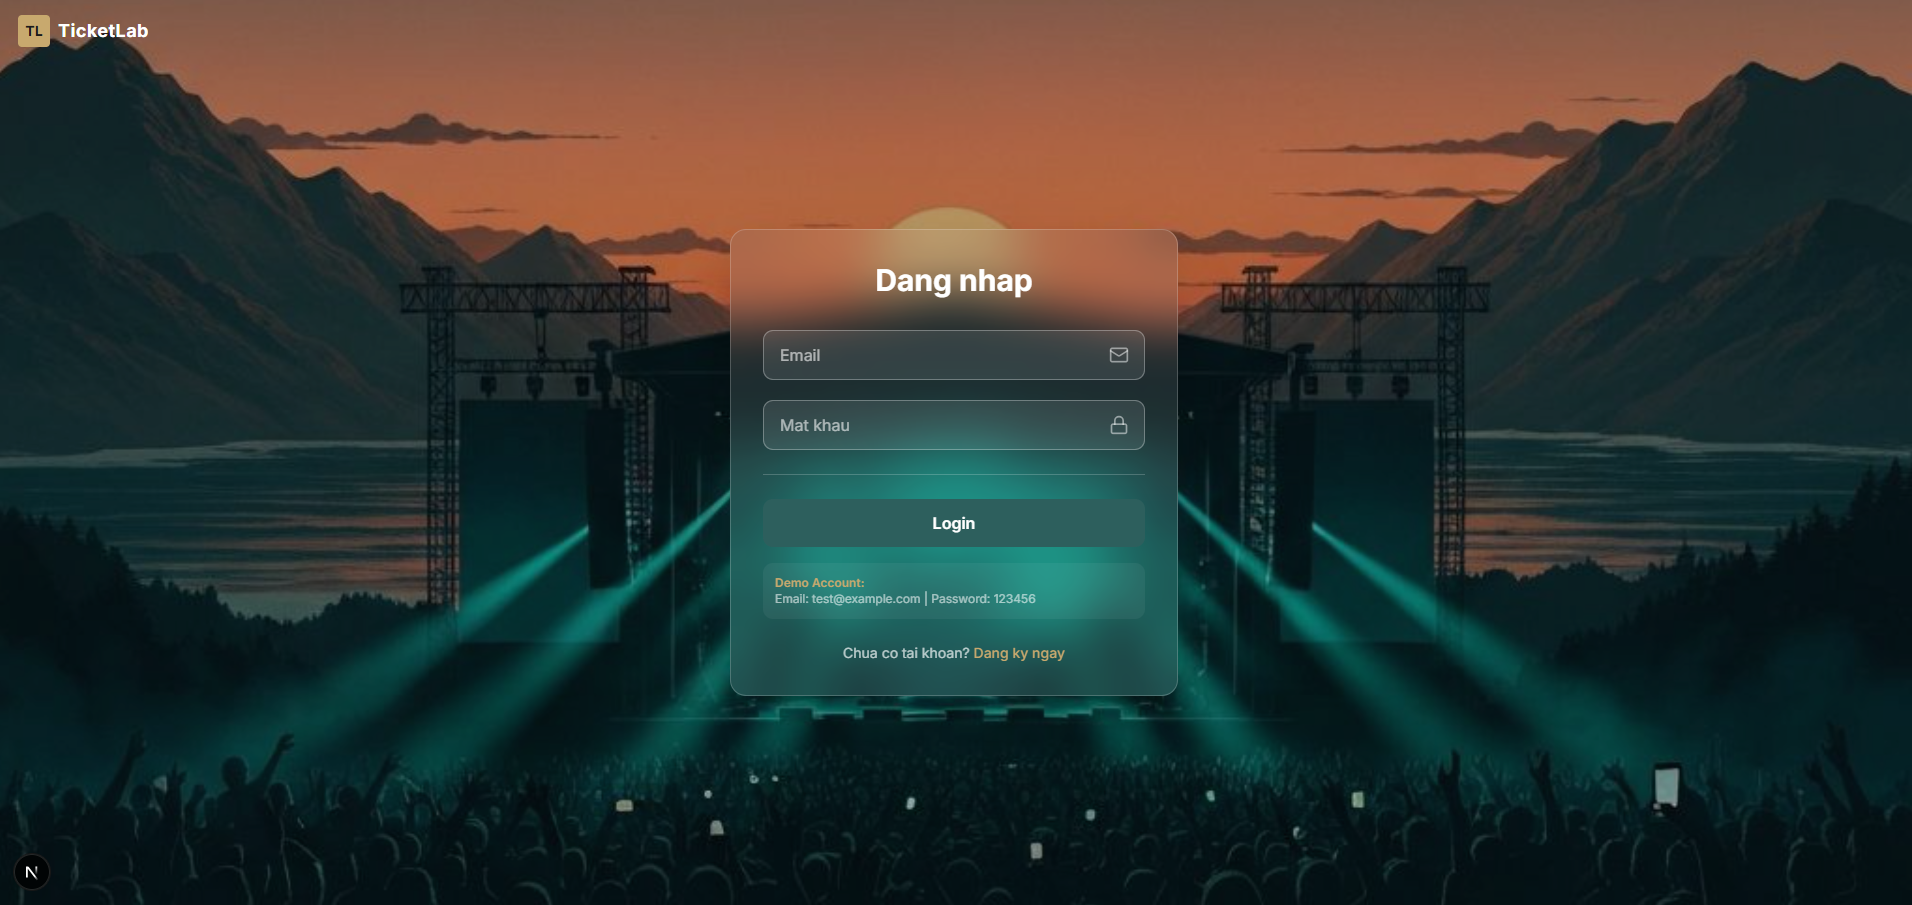 TL TicketLab
Dang nhap
Email
Mat khau
Login
Demo Account:
Email: test@example.com | Password: 123456
Chua co tai khoan? Dang ky ngay
N